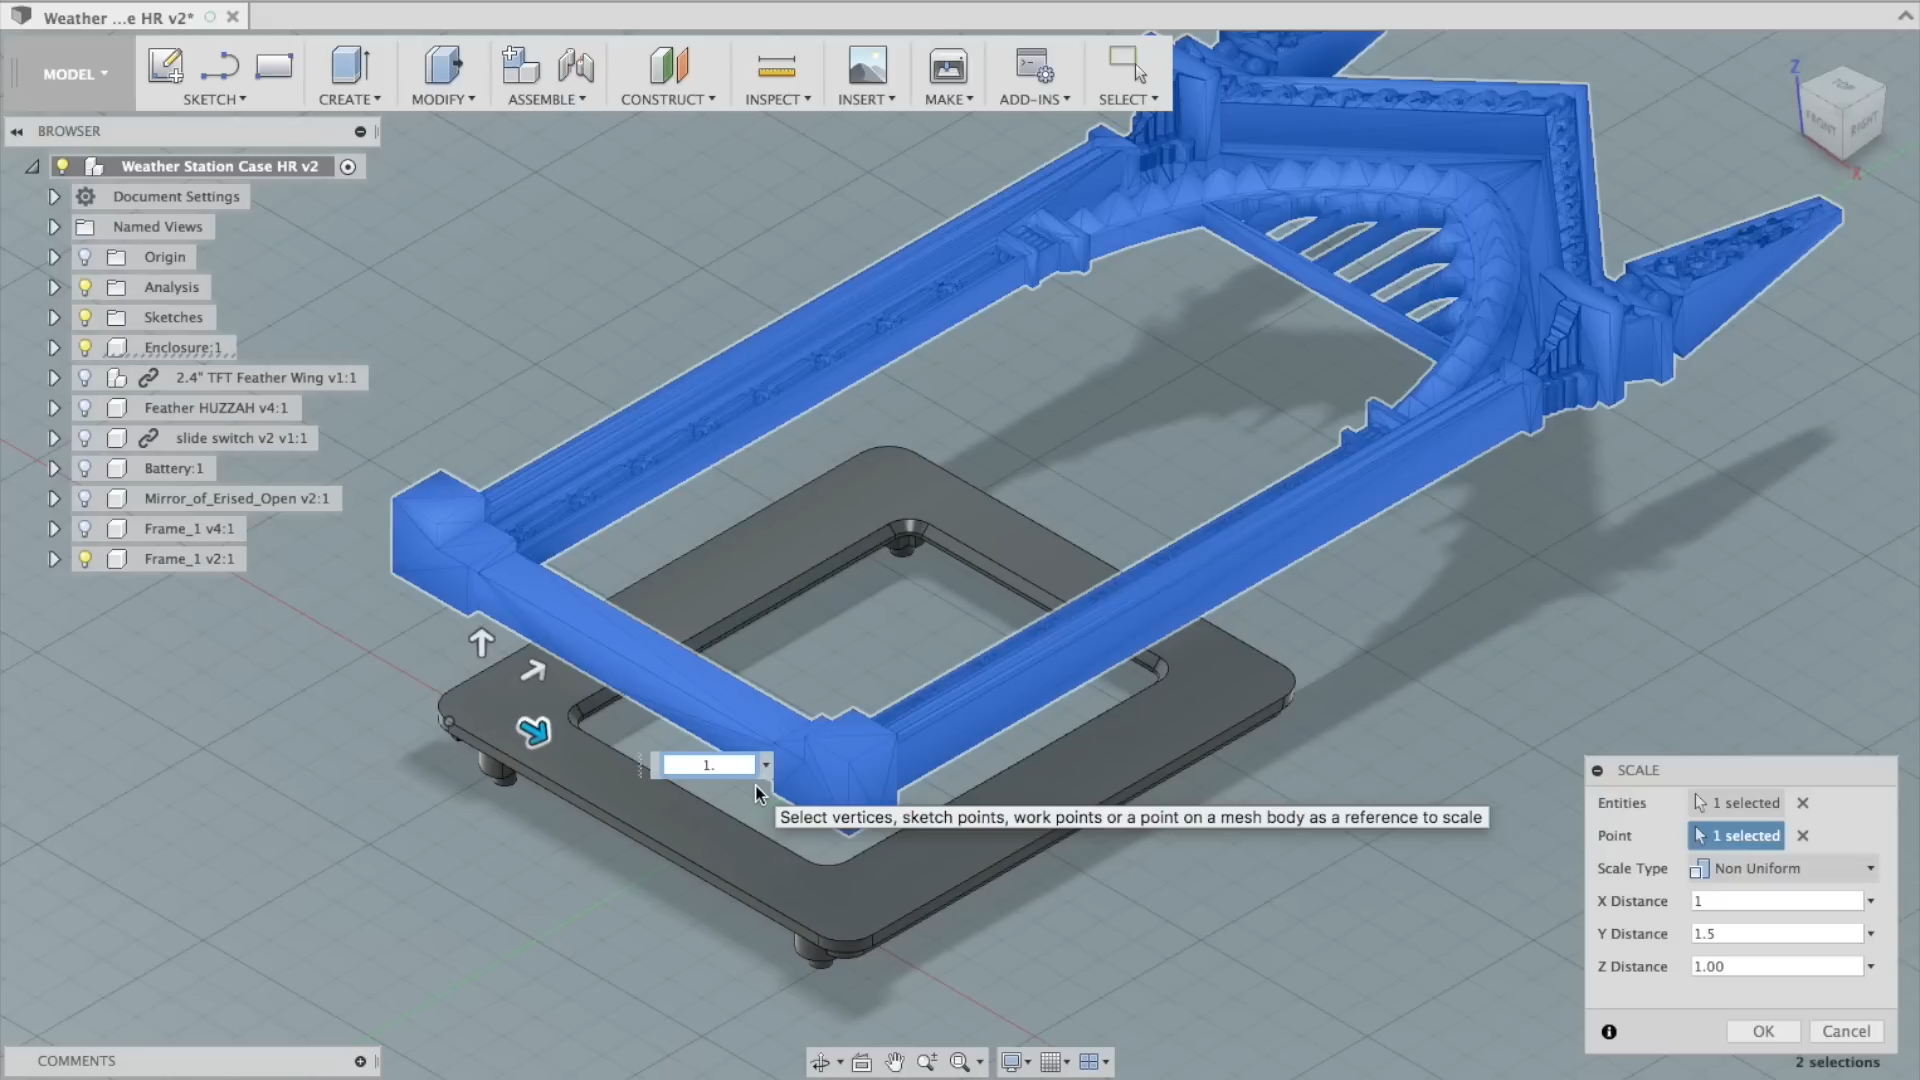 Weather ...e HR v2*
MODEL
SKETCH
CREATE
MODIFY
ASSEMBLE
CONSTRUCT
INSPECT
INSERT
MAKE
ADD-INS
SELECT
BROWSER
Weather Station Case HR v2
Document Settings
Named Views
Origin
Analysis
Sketches
Enclosure:1
2.4" TFT Feather Wing v1:1
Feather HUZZAH v4:1
slide switch v2 v1:1
Battery:1
Mirror_of_Erised_Open v2:1
Frame_1 v4:1
Frame_1 v2:1
Z
TOP
FRONT
RIGHT
X
1.
Select vertices, sketch points, work points or a point on a mesh body as a reference to scale
SCALE
Entities 1 selected
Point 1 selected
Scale Type Non Uniform
X Distance 1
Y Distance 1.5
Z Distance 1.00
OK Cancel
COMMENTS
2 selections